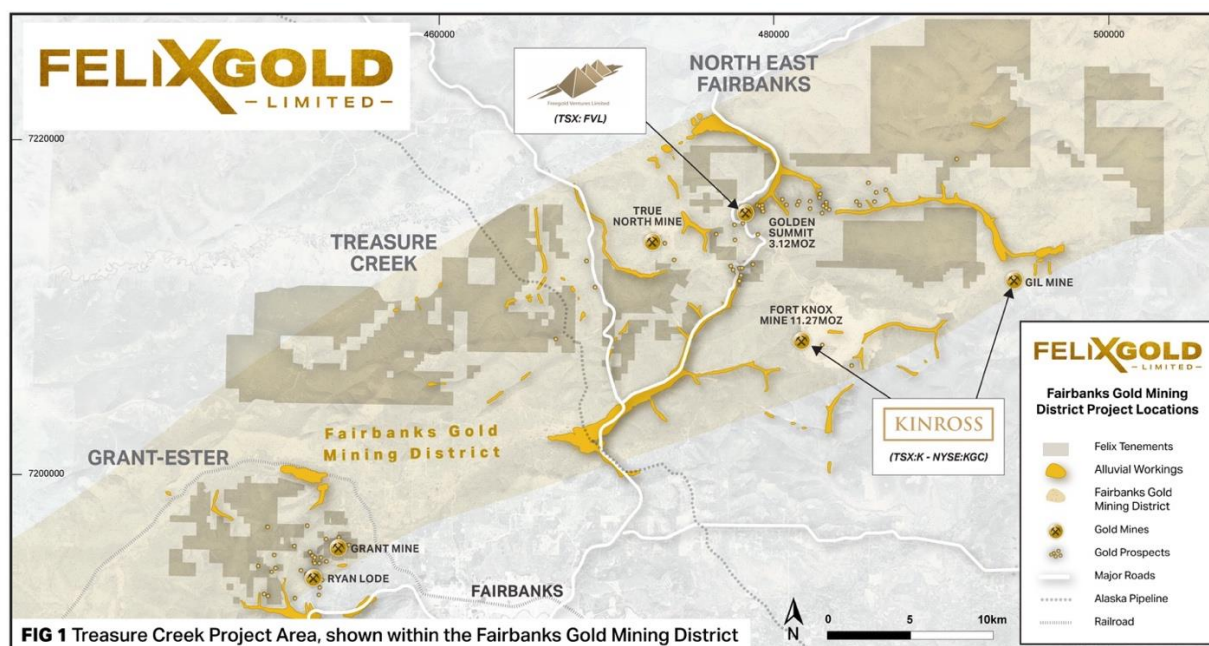 460000
480000
500000
FELIXGOLD
– LIMITED –
Freegold Ventures Limited
(TSX: FVL)
NORTH EAST
FAIRBANKS
7220000
TRUE
NORTH MINE
GOLDEN
SUMMIT
3.12MOZ
TREASURE
CREEK
GIL MINE
FORT KNOX
MINE 11.27MOZ
KINROSS
(TSX:K - NYSE:KGC)
Fairbanks Gold
Mining District
GRANT-ESTER
7200000
GRANT MINE
RYAN LODE
FAIRBANKS
FELIXGOLD
– LIMITED –
Fairbanks Gold Mining
District Project Locations
Felix Tenements
Alluvial Workings
Fairbanks Gold
Mining District
Gold Mines
Gold Prospects
Major Roads
Alaska Pipeline
Railroad
N
0 5 10km
FIG 1 Treasure Creek Project Area, shown within the Fairbanks Gold Mining District